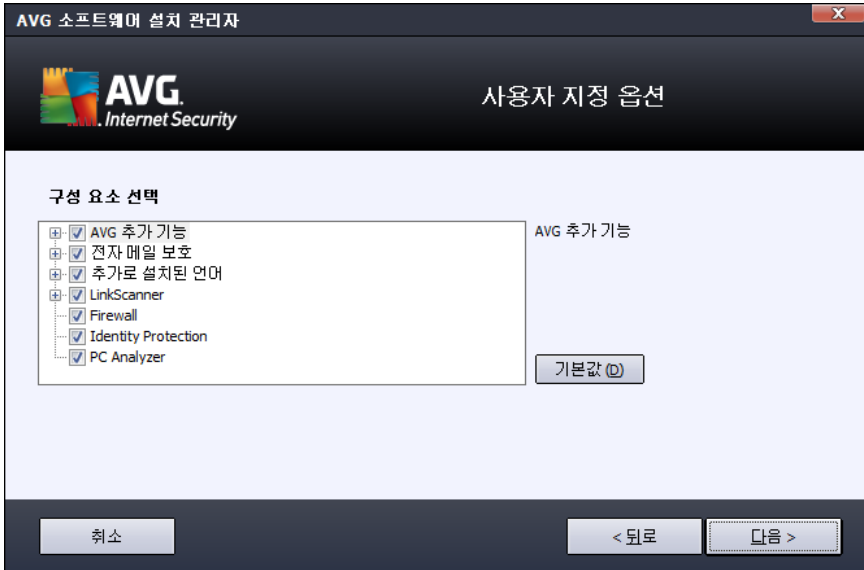 AVG 소프트웨어 설치 관리자
X
AVG.
Internet Security
사용자 지정 옵션
구성 요소 선택
AVG 추가 기능
전자 메일 보호
추가로 설치된 언어
LinkScanner
Firewall
Identity Protection
PC Analyzer
AVG 추가 기능
기본값 (D)
취소
< 뒤로
다음 >